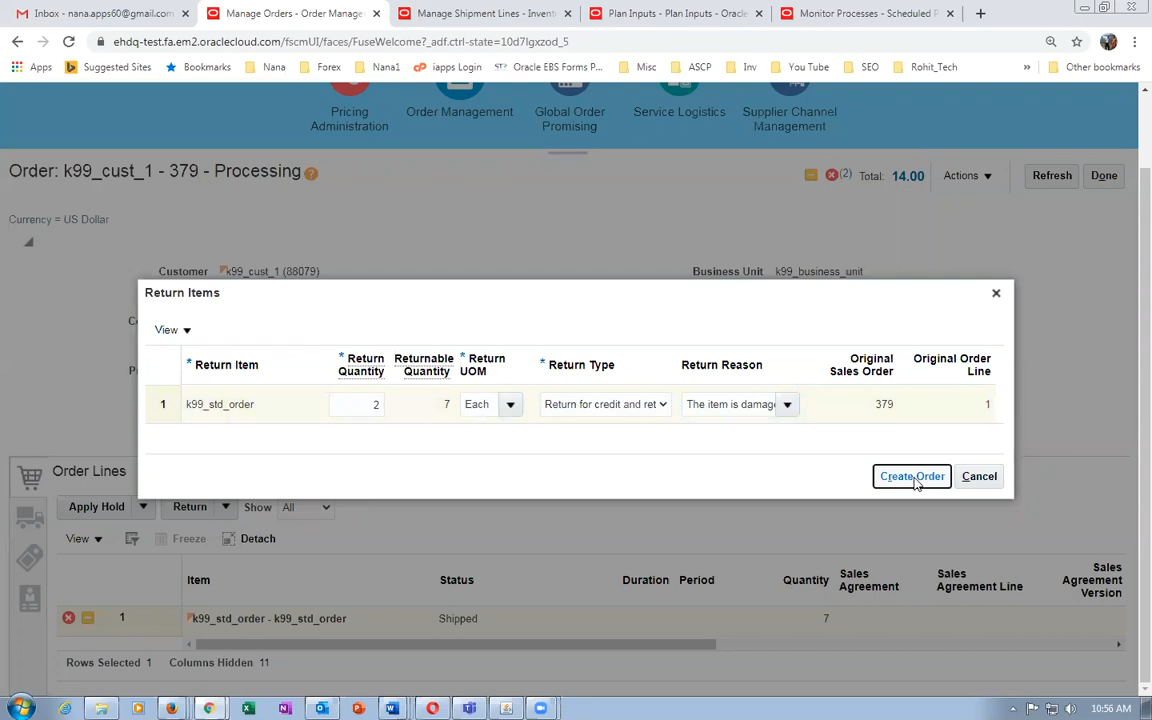 Inbox - nana.apps60@gmail.com
Manage Orders - Order Manage
Manage Shipment Lines - Invent
Plan Inputs - Plan Inputs - Oracle
Monitor Processes - Scheduled P
ehdq-test.fa.em2.oraclecloud.com/fscmUI/faces/FuseWelcome?_adf.ctrl-state=10d7lgxzod_5
Apps Suggested Sites Bookmarks Nana Forex Nana1 iapps Login Oracle EBS Forms P... Misc ASCP Inv You Tube SEO Rohit_Tech » Other bookmarks
Pricing Administration
Order Management
Global Order Promising
Service Logistics
Supplier Channel Management
Order: k99_cust_1 - 379 - Processing
(2) Total: 14.00 Actions Refresh Done
Currency = US Dollar
Customer k99_cust_1 (88079) Business Unit k99_business_unit
Return Items
View
* Return Item * Return Quantity Returnable Quantity * Return UOM * Return Type Return Reason Original Sales Order Original Order Line
1 k99_std_order 2 7 Each Return for credit and ret The item is damag 379 1
Create Order Cancel
Order Lines
Apply Hold Return Show All
View Freeze Detach
Item Status Duration Period Quantity Sales Agreement Sales Agreement Line Sales Agreement Version
1 k99_std_order - k99_std_order Shipped 7
Rows Selected 1 Columns Hidden 11
10:56 AM